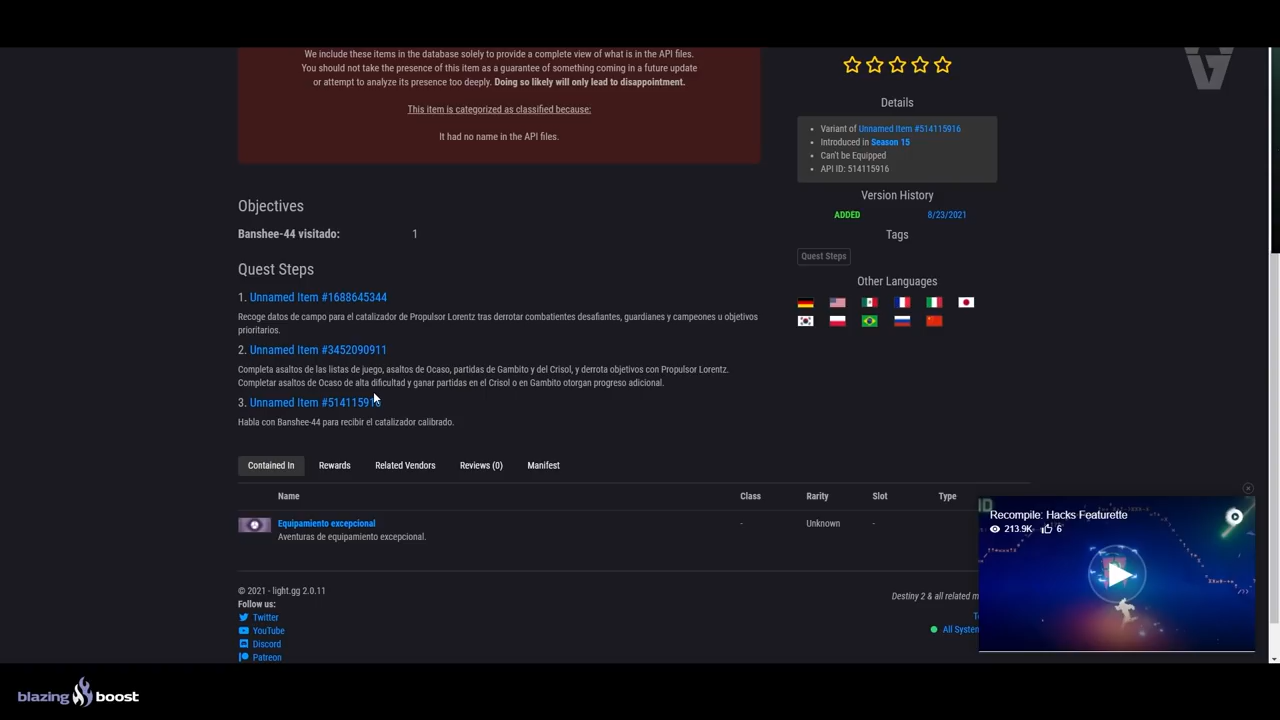 We include these items in the database solely to provide a complete view of what is in the API files.
You should not take the presence of this item as a guarantee of something coming in a future update
or attempt to analyze its presence too deeply. Doing so likely will only lead to disappointment.
This item is categorized as classified because:
It had no name in the API files.
Details
Variant of Unnamed Item #514115916
Introduced in Season 15
Can't be Equipped
API ID: 514115916
Version History
ADDED 8/23/2021
Tags
Quest Steps
Other Languages
Objectives
Banshee-44 visitado: 1
Quest Steps
1. Unnamed Item #1688645344
Recoge datos de campo para el catalizador de Propulsor Lorentz tras derrotar combatientes desafiantes, guardianes y campeones u objetivos
prioritarios.
2. Unnamed Item #3452090911
Completa asaltos de las listas de juego, asaltos de Ocaso, partidas de Gambito y del Crisol, y derrota objetivos con Propulsor Lorentz.
Completar asaltos de Ocaso de alta dificultad y ganar partidas en el Crisol o en Gambito otorgan progreso adicional.
3. Unnamed Item #514115916
Habla con Banshee-44 para recibir el catalizador calibrado.
Contained In Rewards Related Vendors Reviews (0) Manifest
Name Class Rarity Slot Type
Equipamiento excepcional - Unknown -
Aventuras de equipamiento excepcional.
ID
Recompile: Hacks Featurette
213.9K 6
© 2021 - light.gg 2.0.11
Follow us:
Twitter
YouTube
Discord
Patreon
Destiny 2 & all related m
All System
blazing boost